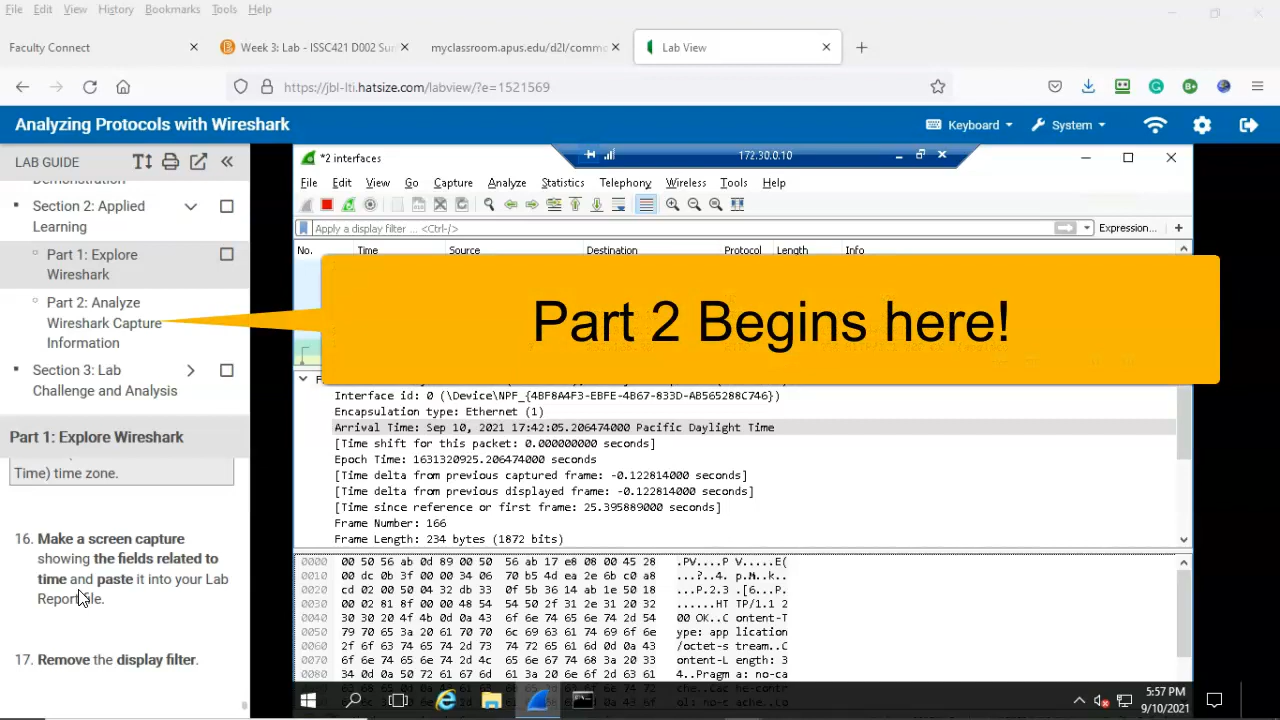 File Edit View History Bookmarks Tools Help
Faculty Connect
Week 3: Lab - ISSC421 D002 Sur
myclassroom.apus.edu/d2l/commo
Lab View
https://jbl-lti.hatsize.com/labview/?e=1521569
Analyzing Protocols with Wireshark
Keyboard
System
LAB GUIDE
Demonstration
Section 2: Applied
Learning
Part 1: Explore
Wireshark
Part 2: Analyze
Wireshark Capture
Information
Section 3: Lab
Challenge and Analysis
Part 1: Explore Wireshark
Time) time zone.
16. Make a screen capture
showing the fields related to
time and paste it into your Lab
Report file.
17. Remove the display filter.
*2 interfaces
172.30.0.10
File Edit View Go Capture Analyze Statistics Telephony Wireless Tools Help
Apply a display filter ... <Ctrl-/>
Expression...
No. Time Source Destination Protocol Length Info
Part 2 Begins here!
Interface id: 0 (\Device\NPF_{4BF8A4F3-EBFE-4B67-833D-AB565288C746})
Encapsulation type: Ethernet (1)
Arrival Time: Sep 10, 2021 17:42:05.206474000 Pacific Daylight Time
[Time shift for this packet: 0.000000000 seconds]
Epoch Time: 1631320925.206474000 seconds
[Time delta from previous captured frame: -0.122814000 seconds]
[Time delta from previous displayed frame: -0.122814000 seconds]
[Time since reference or first frame: 25.395889000 seconds]
Frame Number: 166
Frame Length: 234 bytes (1872 bits)
0000 00 50 56 ab 0d 89 00 50 56 ab 17 e8 08 00 45 28 .PV....P V.....E(
0010 00 dc 0b 3f 00 00 34 06 70 b5 4d ea 2e 6b c0 a8 ...?..4. p.M..k..
0020 cd 02 00 50 04 32 db 33 0f 5b 36 14 ab 1e 50 18 ...P.2.3 .[6...P.
0030 00 02 81 8f 00 00 48 54 54 50 2f 31 2e 31 20 32 ......HT TP/1.1 2
0040 30 30 20 4f 4b 0d 0a 43 6f 6e 74 65 6e 74 2d 54 00 OK..C ontent-T
0050 79 70 65 3a 20 61 70 70 6c 69 63 61 74 69 6f 6e ype: app lication
0060 2f 6f 63 74 65 74 2d 73 74 72 65 61 6d 0d 0a 43 /octet-s tream..C
0070 6f 6e 74 65 6e 74 2d 4c 65 6e 67 74 68 3a 20 33 ontent-L ength: 3
0080 34 0d 0a 50 72 61 67 6d 61 3a 20 6e 6f 2d 63 61 4..Pragm a: no-ca
5:57 PM
9/10/2021